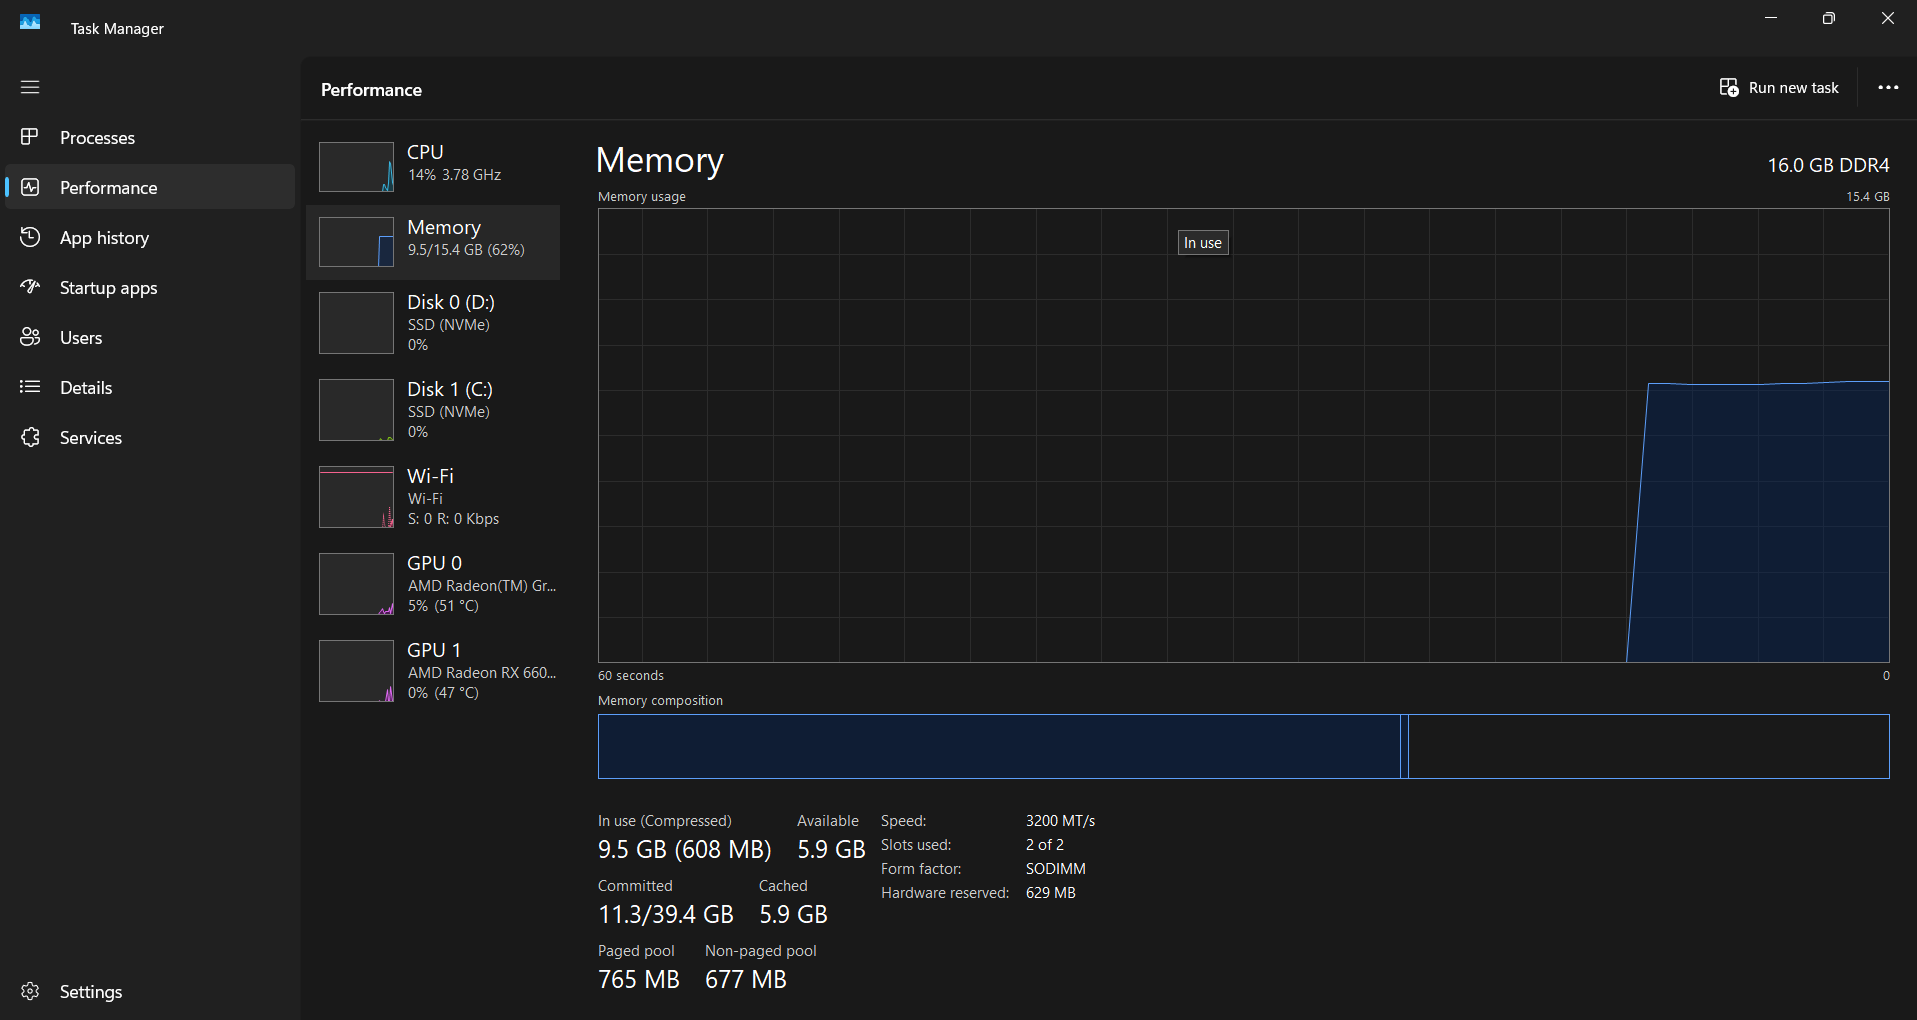 Task Manager
Processes
Performance
App history
Startup apps
Users
Details
Services
Settings
Performance
Run new task
CPU
14% 3.78 GHz
Memory
9.5/15.4 GB (62%)
Disk 0 (D:)
SSD (NVMe)
0%
Disk 1 (C:)
SSD (NVMe)
0%
Wi-Fi
Wi-Fi
S: 0 R: 0 Kbps
GPU 0
AMD Radeon(TM) Gr...
5% (51 °C)
GPU 1
AMD Radeon RX 660...
0% (47 °C)
Memory
16.0 GB DDR4
Memory usage
15.4 GB
In use
60 seconds
0
Memory composition
In use (Compressed)
9.5 GB (608 MB)
Available
5.9 GB
Committed
11.3/39.4 GB
Cached
5.9 GB
Paged pool
765 MB
Non-paged pool
677 MB
Speed: 3200 MT/s
Slots used: 2 of 2
Form factor: SODIMM
Hardware reserved: 629 MB